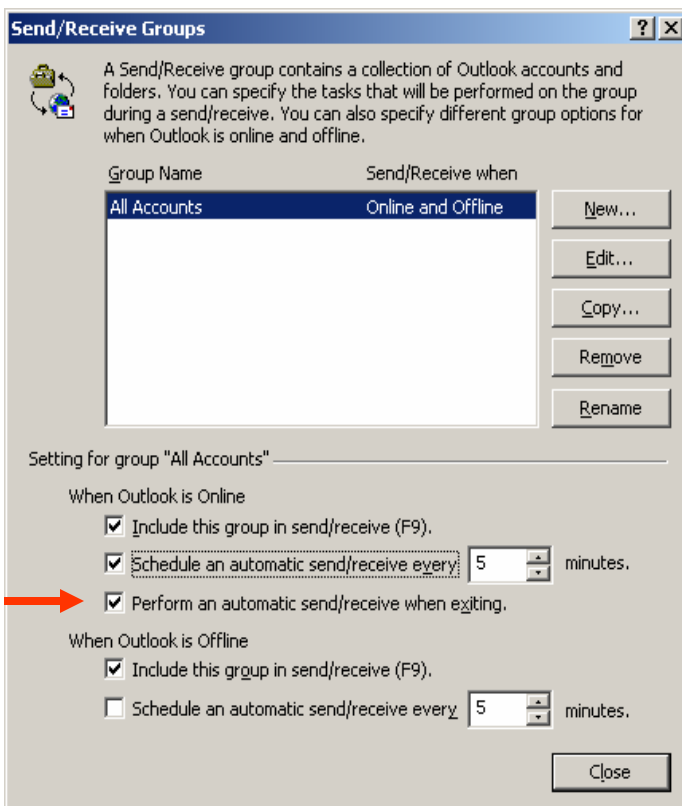 Send/Receive Groups
A Send/Receive group contains a collection of Outlook accounts and
folders. You can specify the tasks that will be performed on the group
during a send/receive. You can also specify different group options for
when Outlook is online and offline.
Group Name Send/Receive when
All Accounts Online and Offline
New...
Edit...
Copy...
Remove
Rename
Setting for group "All Accounts"
When Outlook is Online
Include this group in send/receive (F9).
Schedule an automatic send/receive every 5 minutes.
Perform an automatic send/receive when exiting.
When Outlook is Offline
Include this group in send/receive (F9).
Schedule an automatic send/receive every 5 minutes.
Close